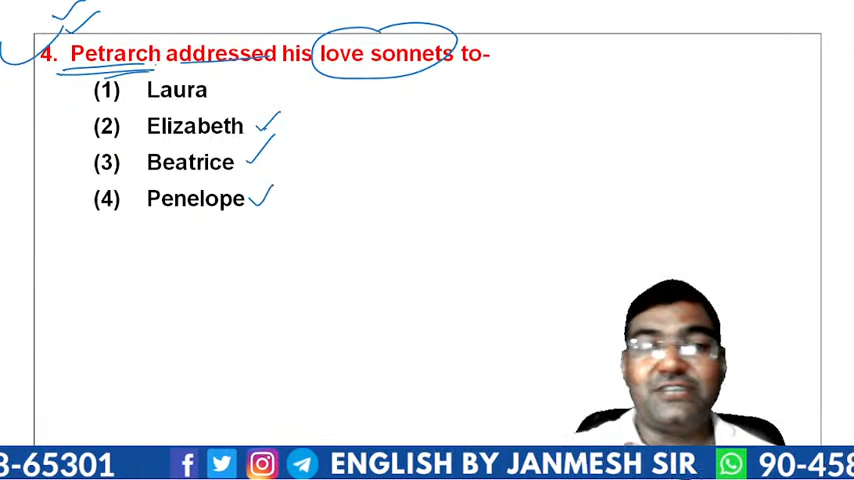 4. Petrarch addressed his love sonnets to-
(1) Laura
(2) Elizabeth
(3) Beatrice
(4) Penelope
3-65301 ENGLISH BY JANMESH SIR 90-458